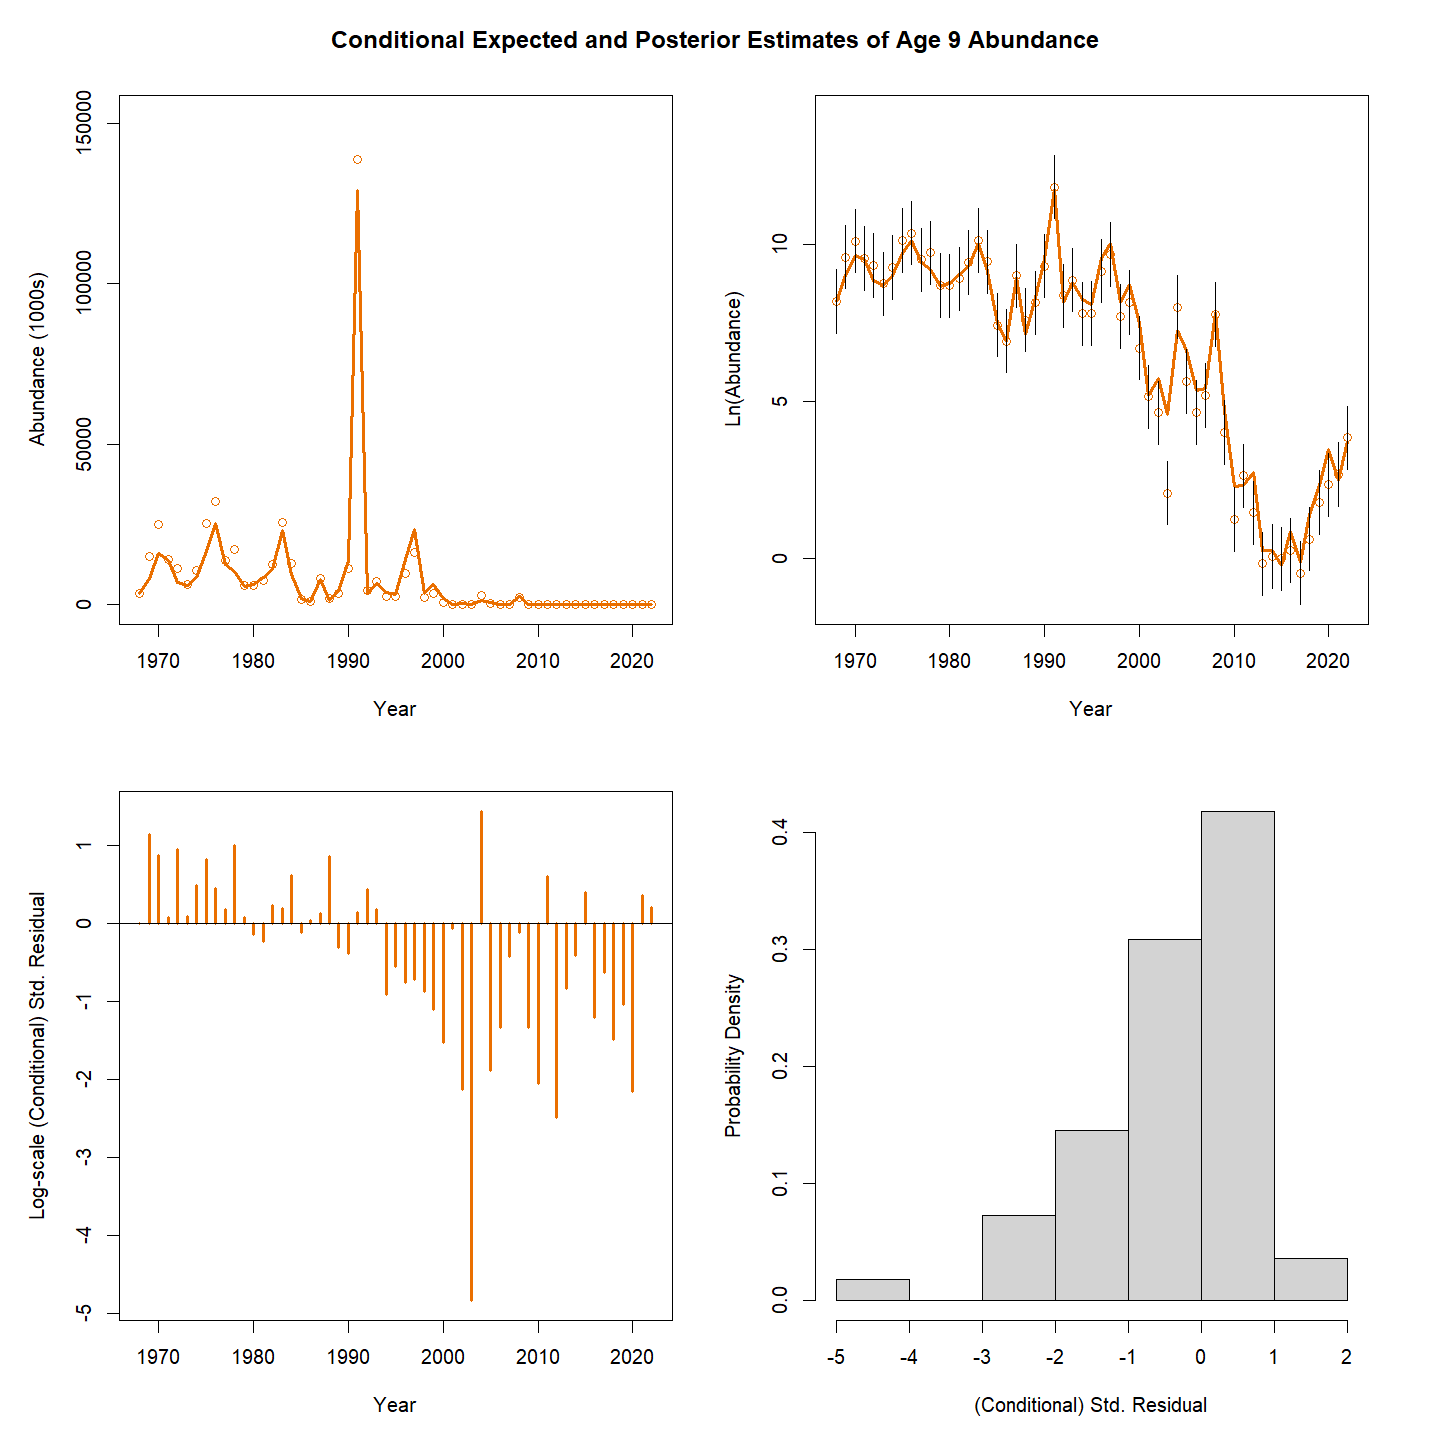 Conditional Expected and Posterior Estimates of Age 9 Abundance
Abundance (1000s)
150000
100000
50000
0
1970 1980 1990 2000 2010 2020
Year
Ln(Abundance)
10
5
0
1970 1980 1990 2000 2010 2020
Year
Log-scale (Conditional) Std. Residual
1
0
-1
-2
-3
-4
-5
1970 1980 1990 2000 2010 2020
Year
Probability Density
0.4
0.3
0.2
0.1
0.0
-5 -4 -3 -2 -1 0 1 2
(Conditional) Std. Residual